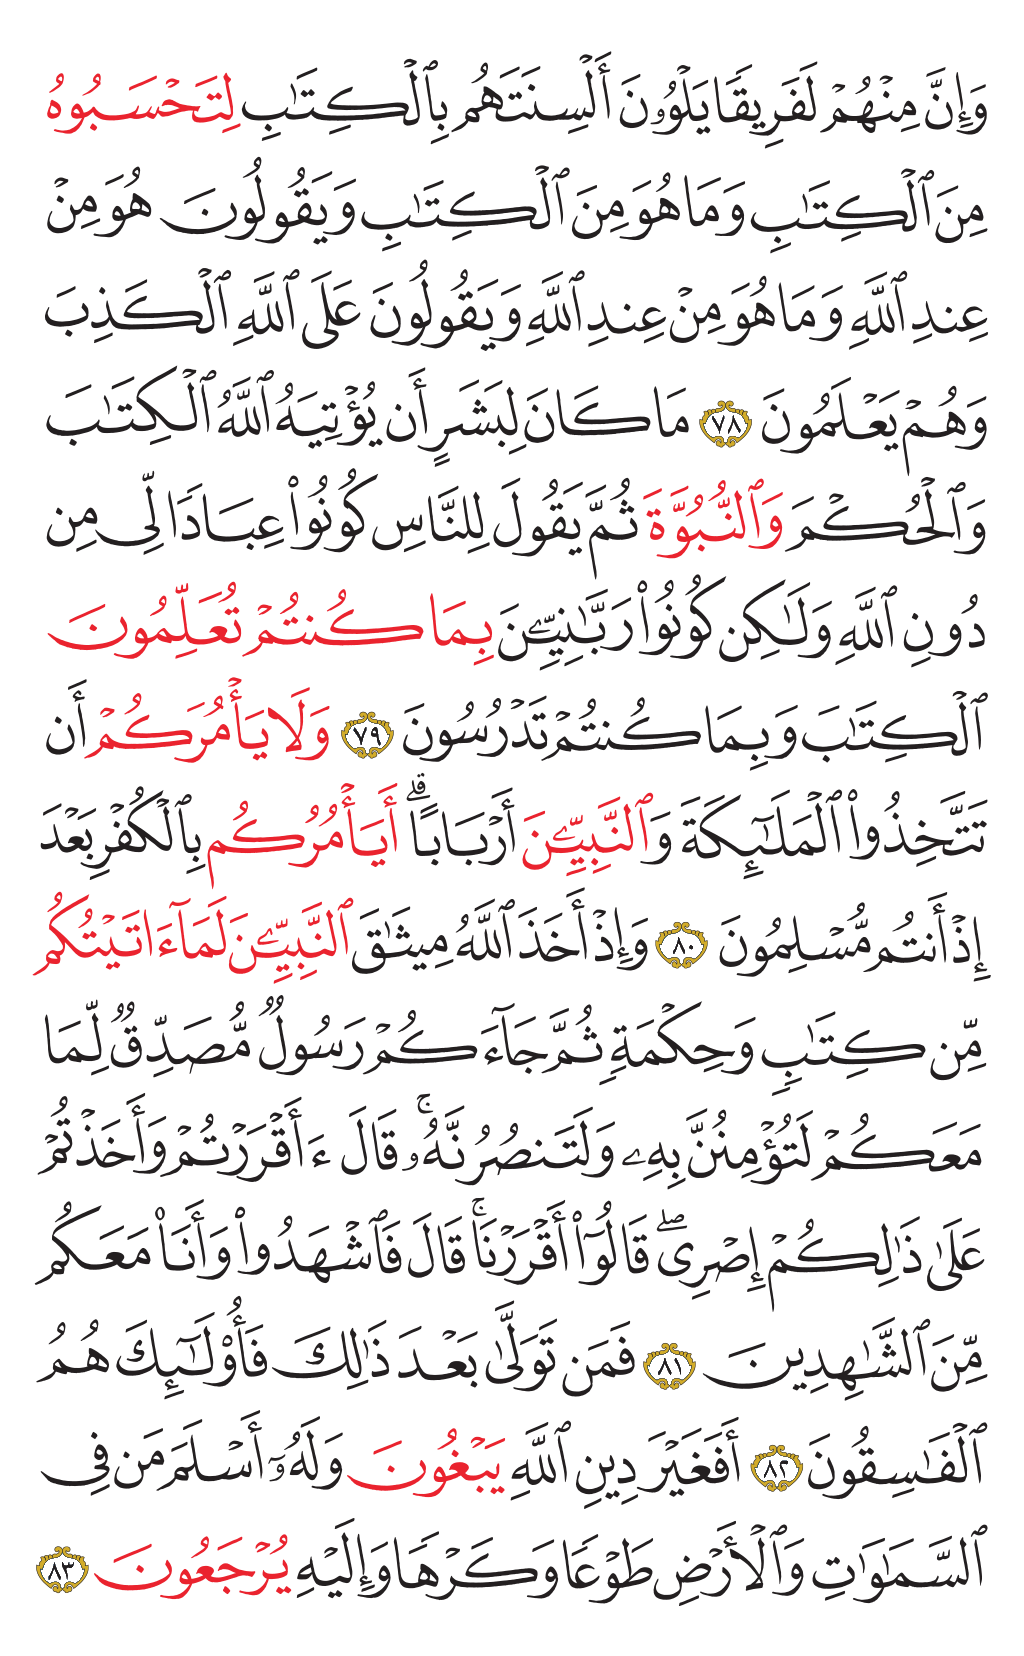 وَإِنَّ مِنْهُمْ لَفَرِيقًا يَلْوُۥنَ أَلْسِنَتَهُم بِٱلْكِتَٰبِ لِتَحْسَبُوهُ
مِنَ ٱلْكِتَٰبِ وَمَا هُوَ مِنَ ٱلْكِتَٰبِ وَيَقُولُونَ هُوَ مِنْ
عِندِ ٱللَّهِ وَمَا هُوَ مِنْ عِندِ ٱللَّهِ وَيَقُولُونَ عَلَى ٱللَّهِ ٱلْكَذِبَ
وَهُمْ يَعْلَمُونَ ٧٨ مَا كَانَ لِبَشَرٍ أَن يُؤْتِيَهُ ٱللَّهُ ٱلْكِتَٰبَ
وَٱلْحُكْمَ وَٱلنُّبُوَّةَ ثُمَّ يَقُولَ لِلنَّاسِ كُونُوا۟ عِبَادًا لِّى مِن
دُونِ ٱللَّهِ وَلَٰكِن كُونُوا۟ رَبَّٰنِيِّۦنَ بِمَا كُنتُمْ تُعَلِّمُونَ
ٱلْكِتَٰبَ وَبِمَا كُنتُمْ تَدْرُسُونَ ٧٩ وَلَا يَأْمُرَكُمْ أَن
تَتَّخِذُوا۟ ٱلْمَلَٰٓئِكَةَ وَٱلنَّبِيِّۦنَ أَرْبَابًاۗ أَيَأْمُرُكُم بِٱلْكُفْرِ بَعْدَ
إِذْ أَنتُم مُّسْلِمُونَ ٨٠ وَإِذْ أَخَذَ ٱللَّهُ مِيثَٰقَ ٱلنَّبِيِّۦنَ لَمَآ ءَاتَيْتُكُم
مِّن كِتَٰبٍ وَحِكْمَةٍ ثُمَّ جَآءَكُمْ رَسُولٌ مُّصَدِّقٌ لِّمَا
مَعَكُمْ لَتُؤْمِنُنَّ بِهِۦ وَلَتَنصُرُنَّهُۥۚ قَالَ ءَأَقْرَرْتُمْ وَأَخَذْتُمْ
عَلَىٰ ذَٰلِكُمْ إِصْرِىۖ قَالُوٓا۟ أَقْرَرْنَاۚ قَالَ فَٱشْهَدُوا۟ وَأَنَا۠ مَعَكُم
مِّنَ ٱلشَّٰهِدِينَ ٨١ فَمَن تَوَلَّىٰ بَعْدَ ذَٰلِكَ فَأُو۟لَٰٓئِكَ هُمُ
ٱلْفَٰسِقُونَ ٨٢ أَفَغَيْرَ دِينِ ٱللَّهِ يَبْغُونَ وَلَهُۥٓ أَسْلَمَ مَن فِى
ٱلسَّمَٰوَٰتِ وَٱلْأَرْضِ طَوْعًا وَكَرْهًا وَإِلَيْهِ يُرْجَعُونَ ٨٣